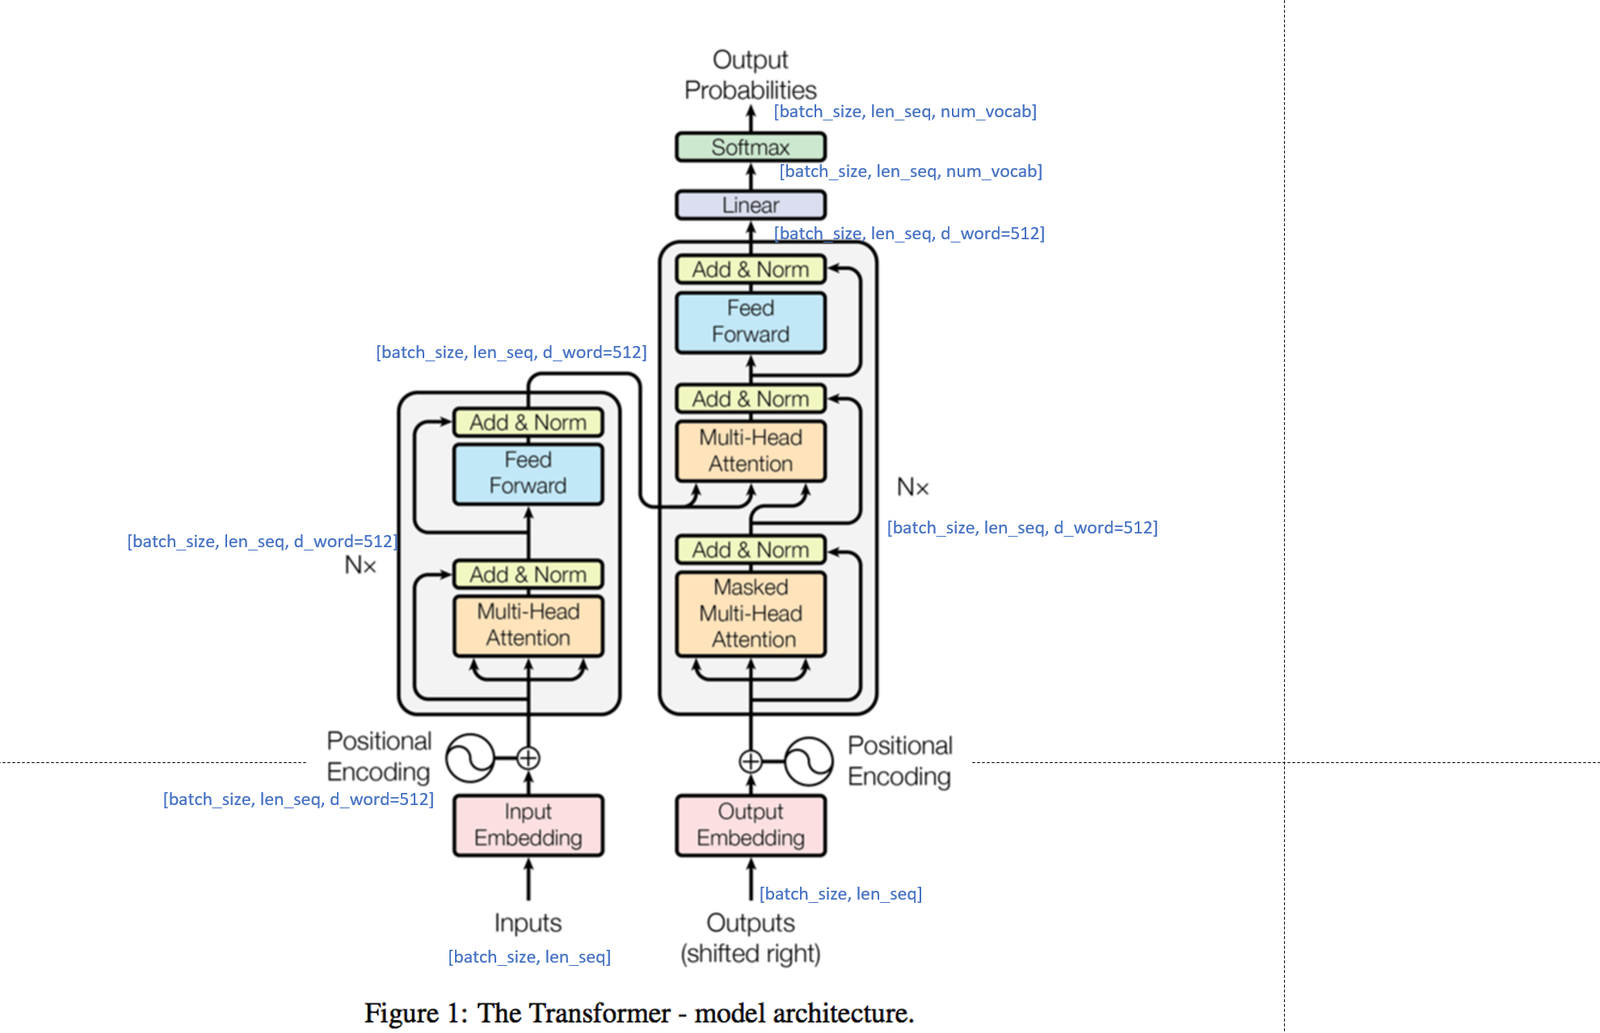 Output
Probabilities
[batch_size, len_seq, num_vocab]
Softmax
[batch_size, len_seq, num_vocab]
Linear
[batch_size, len_seq, d_word=512]
Add & Norm
Feed
Forward
[batch_size, len_seq, d_word=512]
Add & Norm
Multi-Head
Attention
Add & Norm
Feed
Forward
Nx
[batch_size, len_seq, d_word=512]
[batch_size, len_seq, d_word=512]
Nx
Add & Norm
Masked
Multi-Head
Attention
Add & Norm
Multi-Head
Attention
Positional
Encoding
Positional
Encoding
[batch_size, len_seq, d_word=512]
Input
Embedding
Output
Embedding
[batch_size, len_seq]
Inputs
[batch_size, len_seq]
Outputs
(shifted right)
Figure 1: The Transformer - model architecture.